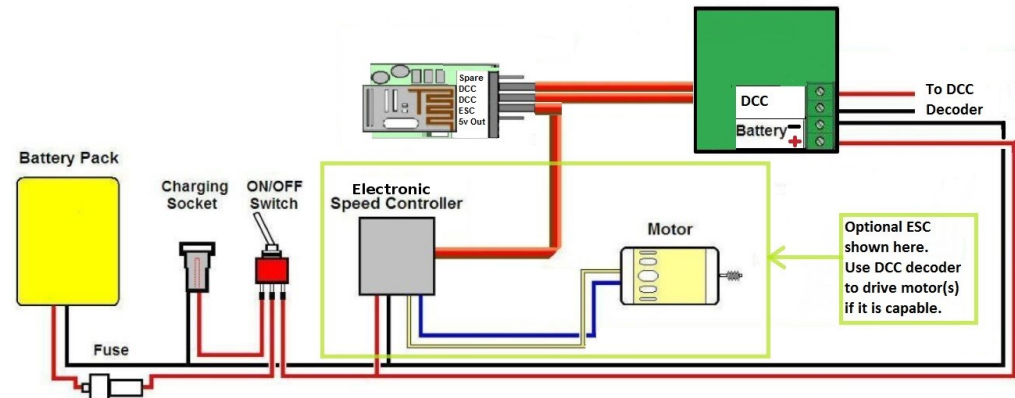 Spare
DCC
DCC
ESC
5v Out
DCC
Battery
To DCC
Decoder
Battery Pack
Charging
Socket
ON/OFF
Switch
Electronic
Speed Controller
Motor
Optional ESC
shown here.
Use DCC decoder
to drive motor(s)
if it is capable.
Fuse